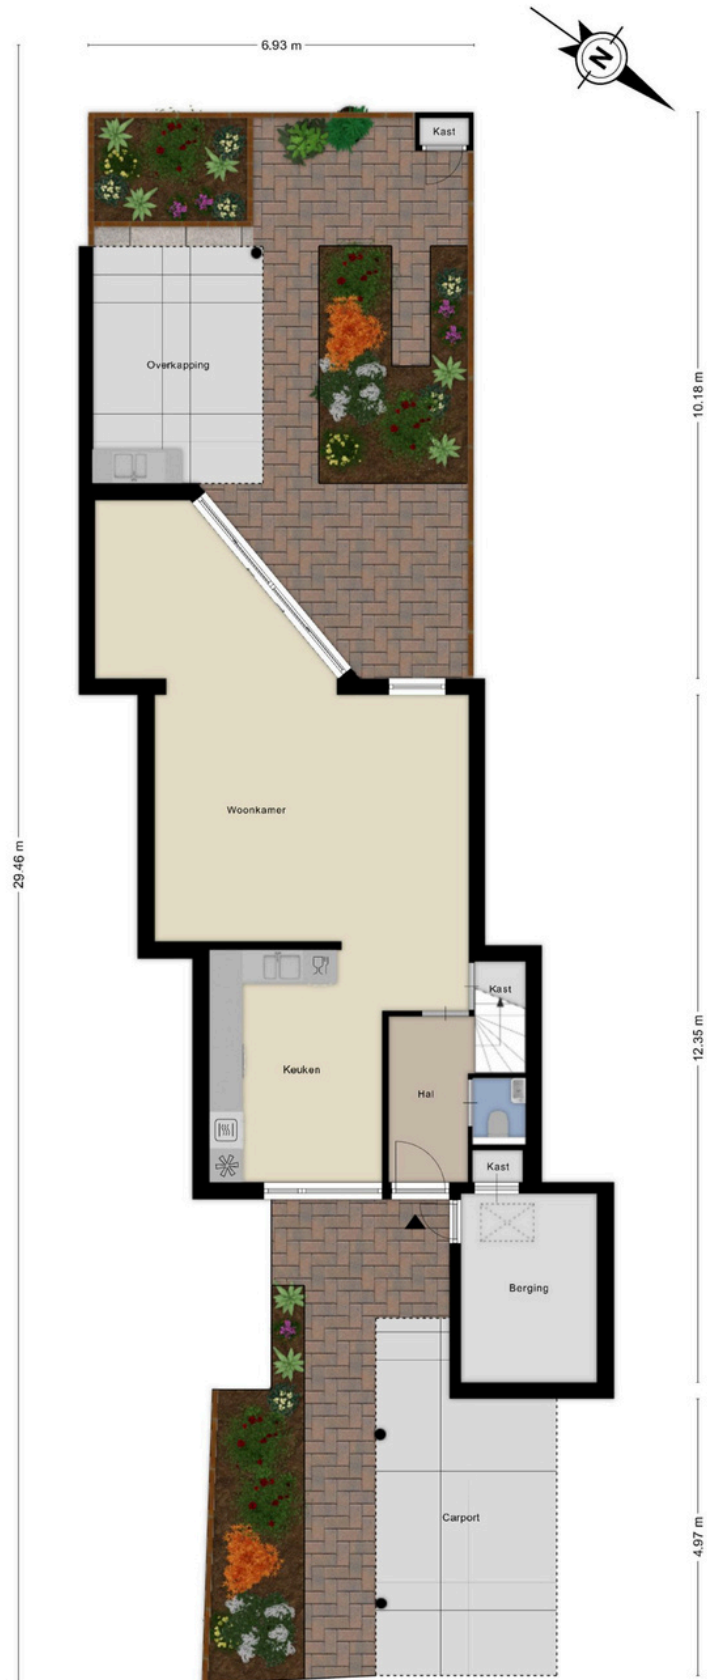 6.93 m
N
Kast
Overkapping
10.18 m
Woonkamer
29.46 m
Kast
Keuken
Hal
12.35 m
Kast
Berging
Carport
4.97 m